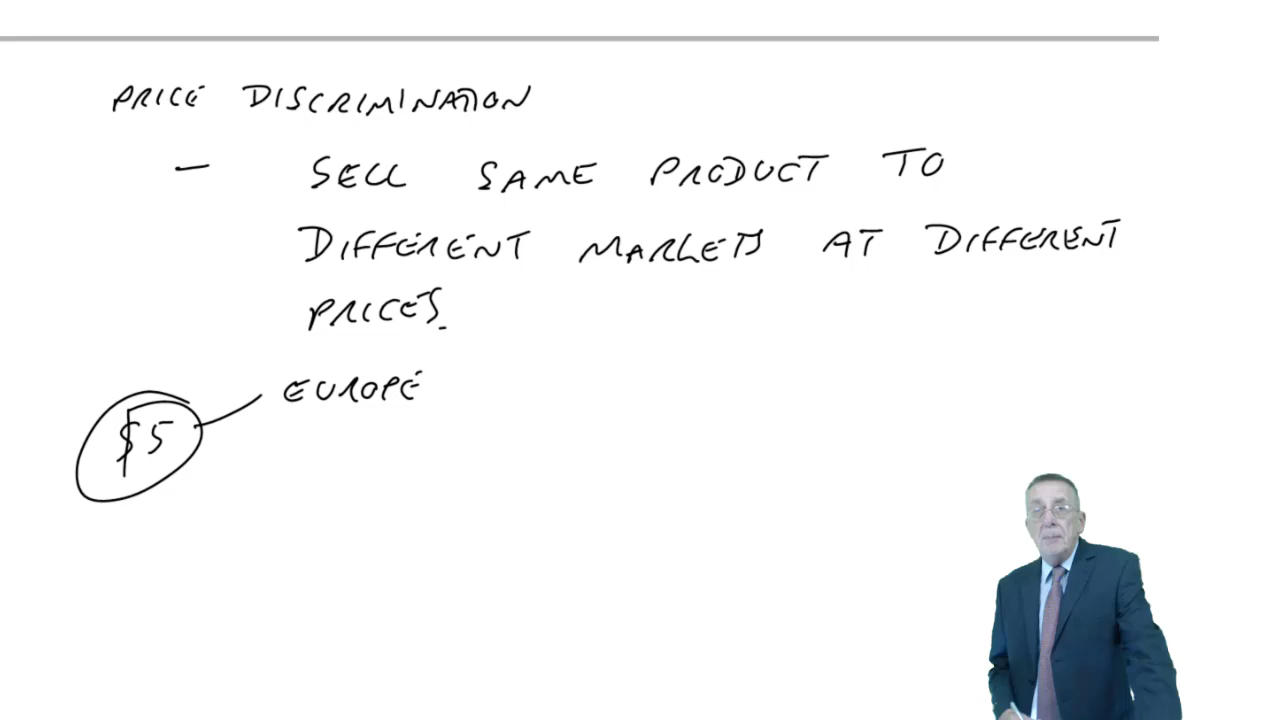 PRICE DISCRIMINATION
— SELL SAME PRODUCT TO
DIFFERENT MARKETS AT DIFFERENT
PRICES.
EUROPE
$5